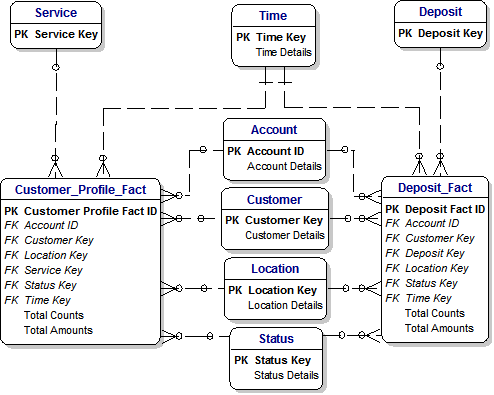 Service
PK Service Key
Time
PK Time Key
Time Details
Deposit
PK Deposit Key
Account
PK Account ID
Account Details
Customer_Profile_Fact
PK Customer Profile Fact ID
FK Account ID
FK Customer Key
FK Location Key
FK Service Key
FK Status Key
FK Time Key
Total Counts
Total Amounts
Customer
PK Customer Key
Customer Details
Location
PK Location Key
Location Details
Status
PK Status Key
Status Details
Deposit_Fact
PK Deposit Fact ID
FK Account ID
FK Customer Key
FK Deposit Key
FK Location Key
FK Status Key
FK Time Key
Total Counts
Total Amounts